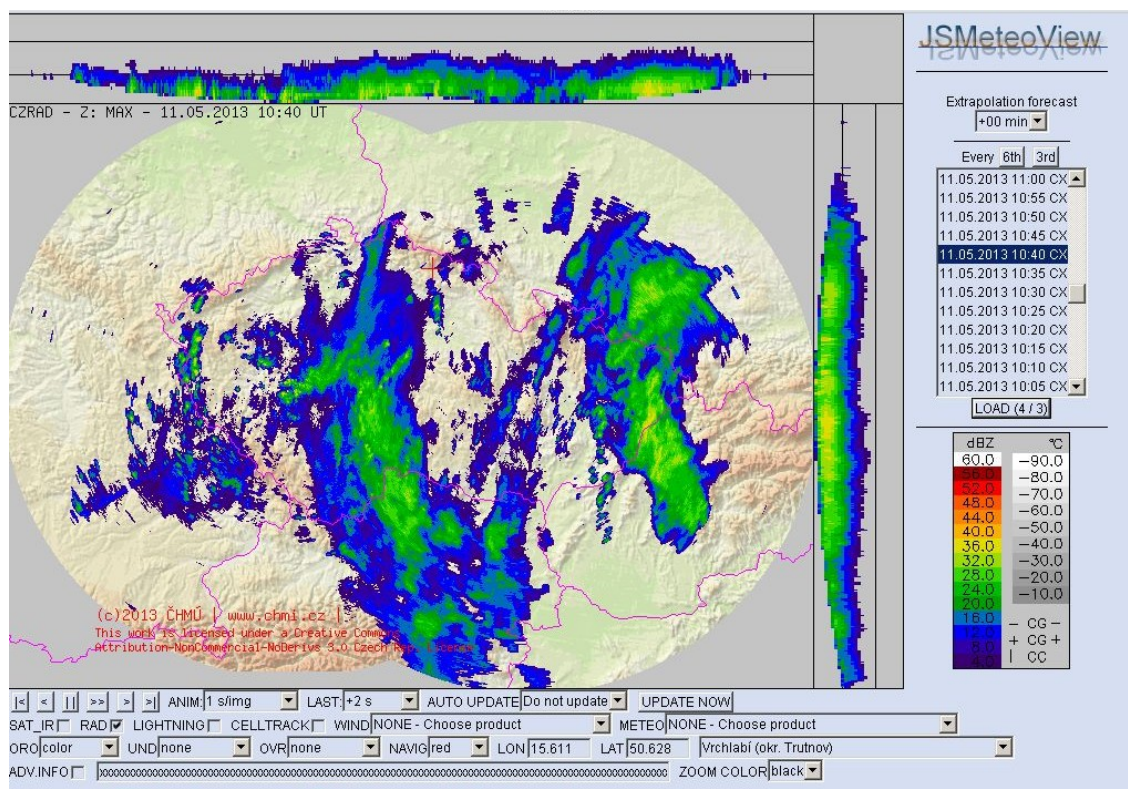 JSMeteoView
CZRAD - Z: MAX - 11.05.2013 10:40 UT
Extrapolation forecast
+00 min
Every 6th 3rd
11.05.2013 11:00 CX
11.05.2013 10:55 CX
11.05.2013 10:50 CX
11.05.2013 10:45 CX
11.05.2013 10:40 CX
11.05.2013 10:35 CX
11.05.2013 10:30 CX
11.05.2013 10:25 CX
11.05.2013 10:20 CX
11.05.2013 10:15 CX
11.05.2013 10:10 CX
11.05.2013 10:05 CX
LOAD (4 / 3)
dBZ °C
60.0 -90.0
56.0 -80.0
52.0 -70.0
48.0 -60.0
44.0 -50.0
40.0 -40.0
36.0 -30.0
32.0 -20.0
28.0 -10.0
24.0
20.0
16.0
12.0 - CG -
8.0 + CG +
4.0 | CC
(c)2013 ČHMÚ | www.chmi.cz |
This work is licensed under a Creative Commons
Attribution-NonCommercial-NoDerivs 3.0 Czech Rep. License
|< < || >> > >| ANIM: 1 s/img LAST: +2 s AUTO UPDATE Do not update UPDATE NOW
SAT_IR RAD LIGHTNING CELLTRACK WIND NONE - Choose product METEO NONE - Choose product
ORO color UND none OVR none NAVIG red LON 15.611 LAT 50.628 Vrchlabí (okr. Trutnov)
ADV.INFO ZOOM COLOR black